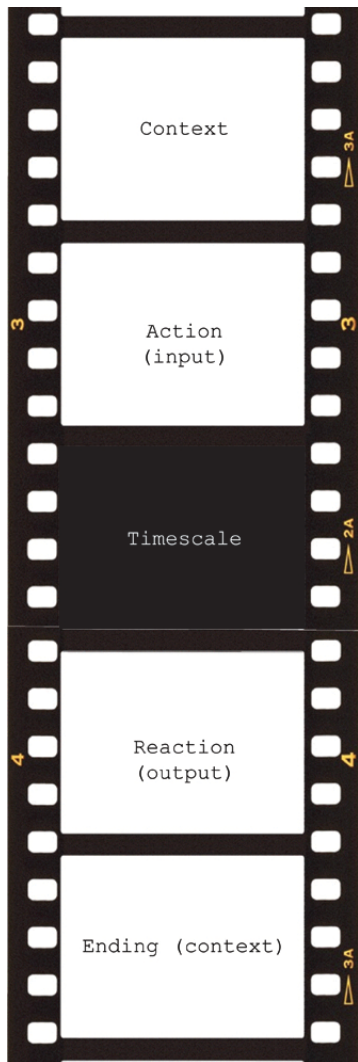 Context
3A
3
Action
(input)
3
Timescale
2A
Reaction
(output)
4
4
Ending (context)
3A